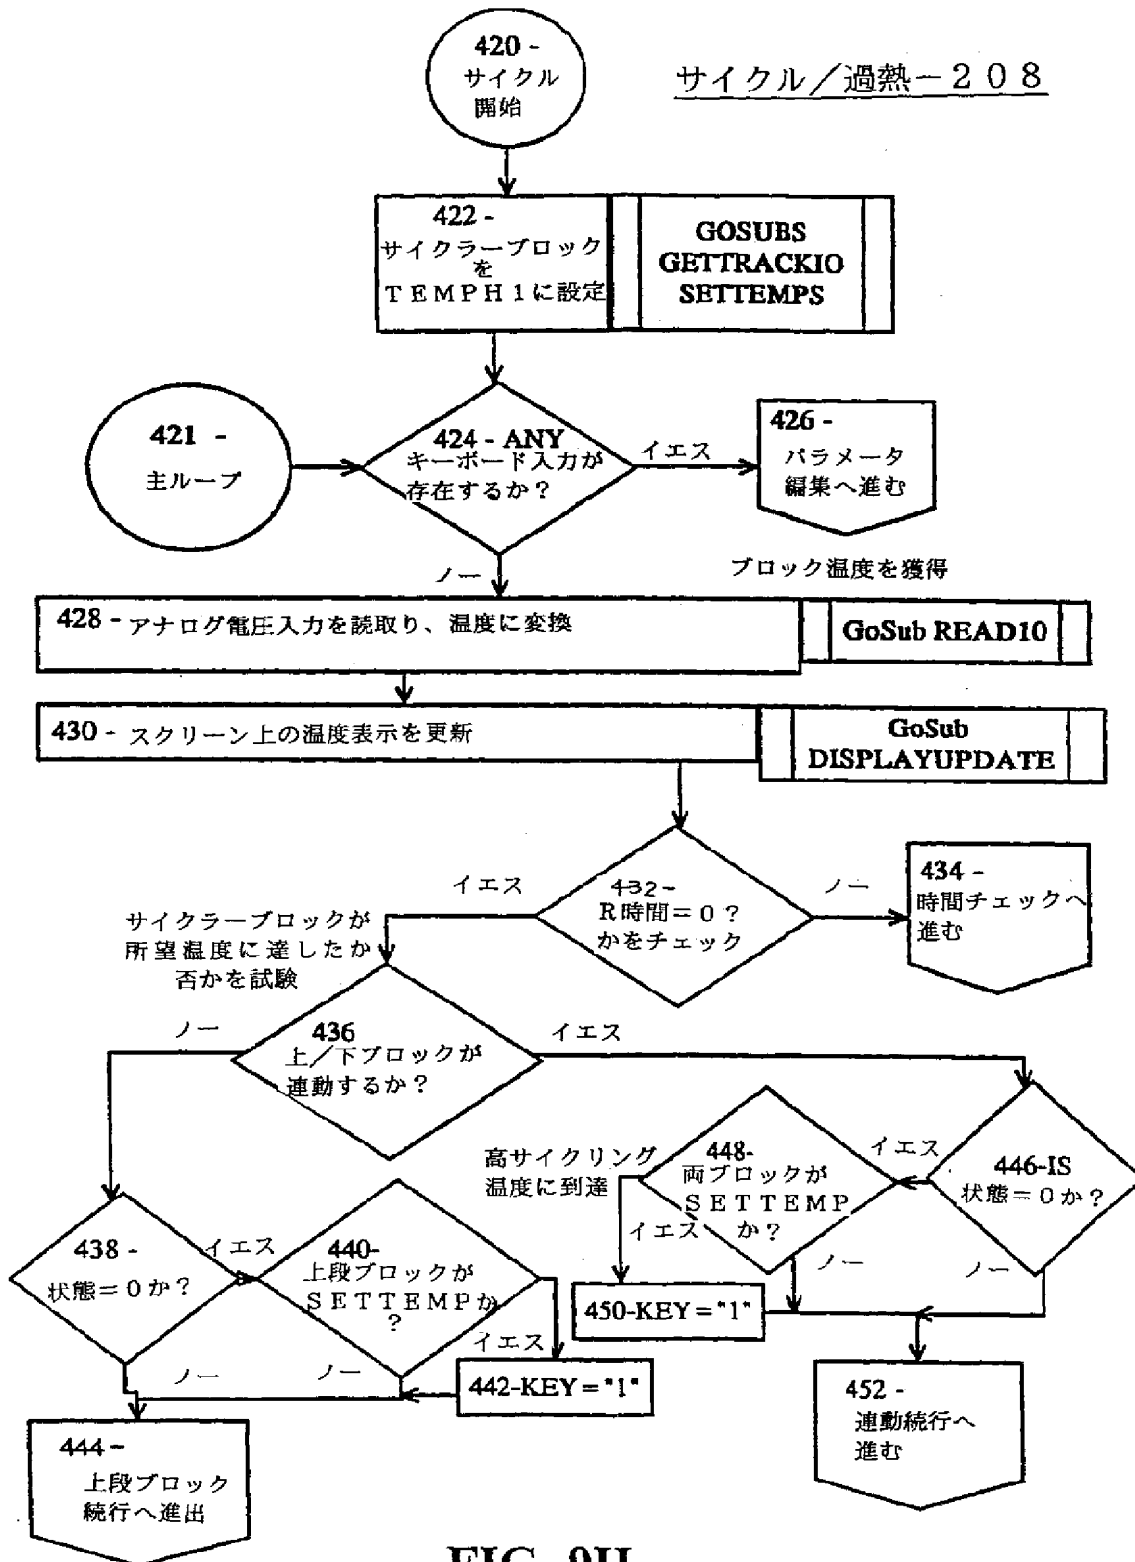 420 -
サイクル
開始
サイクル／過熱－２０８
422 -
サイクラーブロック
を
ＴＥＭＰＨ１に設定
GOSUBS
GETTRACKIO
SETTEMPS
421 -
主ループ
424 - ANY
キーボード入力が
存在するか？
イエス
426 -
パラメータ
編集へ進む
ノー
ブロック温度を獲得
428 - アナログ電圧入力を読取り、温度に変換
GoSub READ10
430 - スクリーン上の温度表示を更新
GoSub
DISPLAYUPDATE
432-
Ｒ時間＝０？
かをチェック
イエス
ノー
434 -
時間チェックへ
進む
サイクラーブロックが
所望温度に達したか
否かを試験
ノー
436
上／下ブロックが
連動するか？
イエス
高サイクリング
温度に到達
448-
両ブロックが
ＳＥＴＴＥＭＰ
か？
イエス
446-IS
状態＝０か？
438 -
状態＝０か？
イエス
440-
上段ブロックが
ＳＥＴＴＥＭＰか
？
イエス
ノー
ノー
450-KEY="1"
イエス
ノー
ノー
442-KEY="1"
444 -
上段ブロック
続行へ進出
452 -
連動続行へ
進む
FIG. 9H